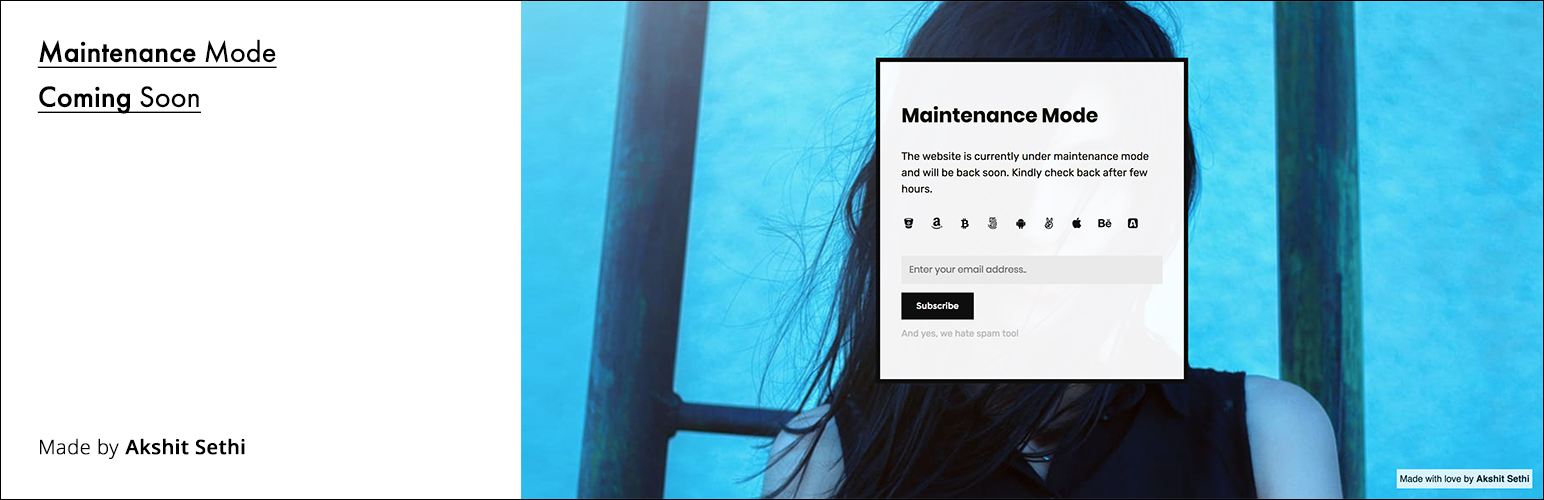 Maintenance Mode
Coming Soon
Made by Akshit Sethi
Maintenance Mode
The website is currently under maintenance mode
and will be back soon. Kindly check back after few
hours.
Bē
Enter your email address..
Subscribe
And yes, we hate spam too!
Made with love by Akshit Sethi